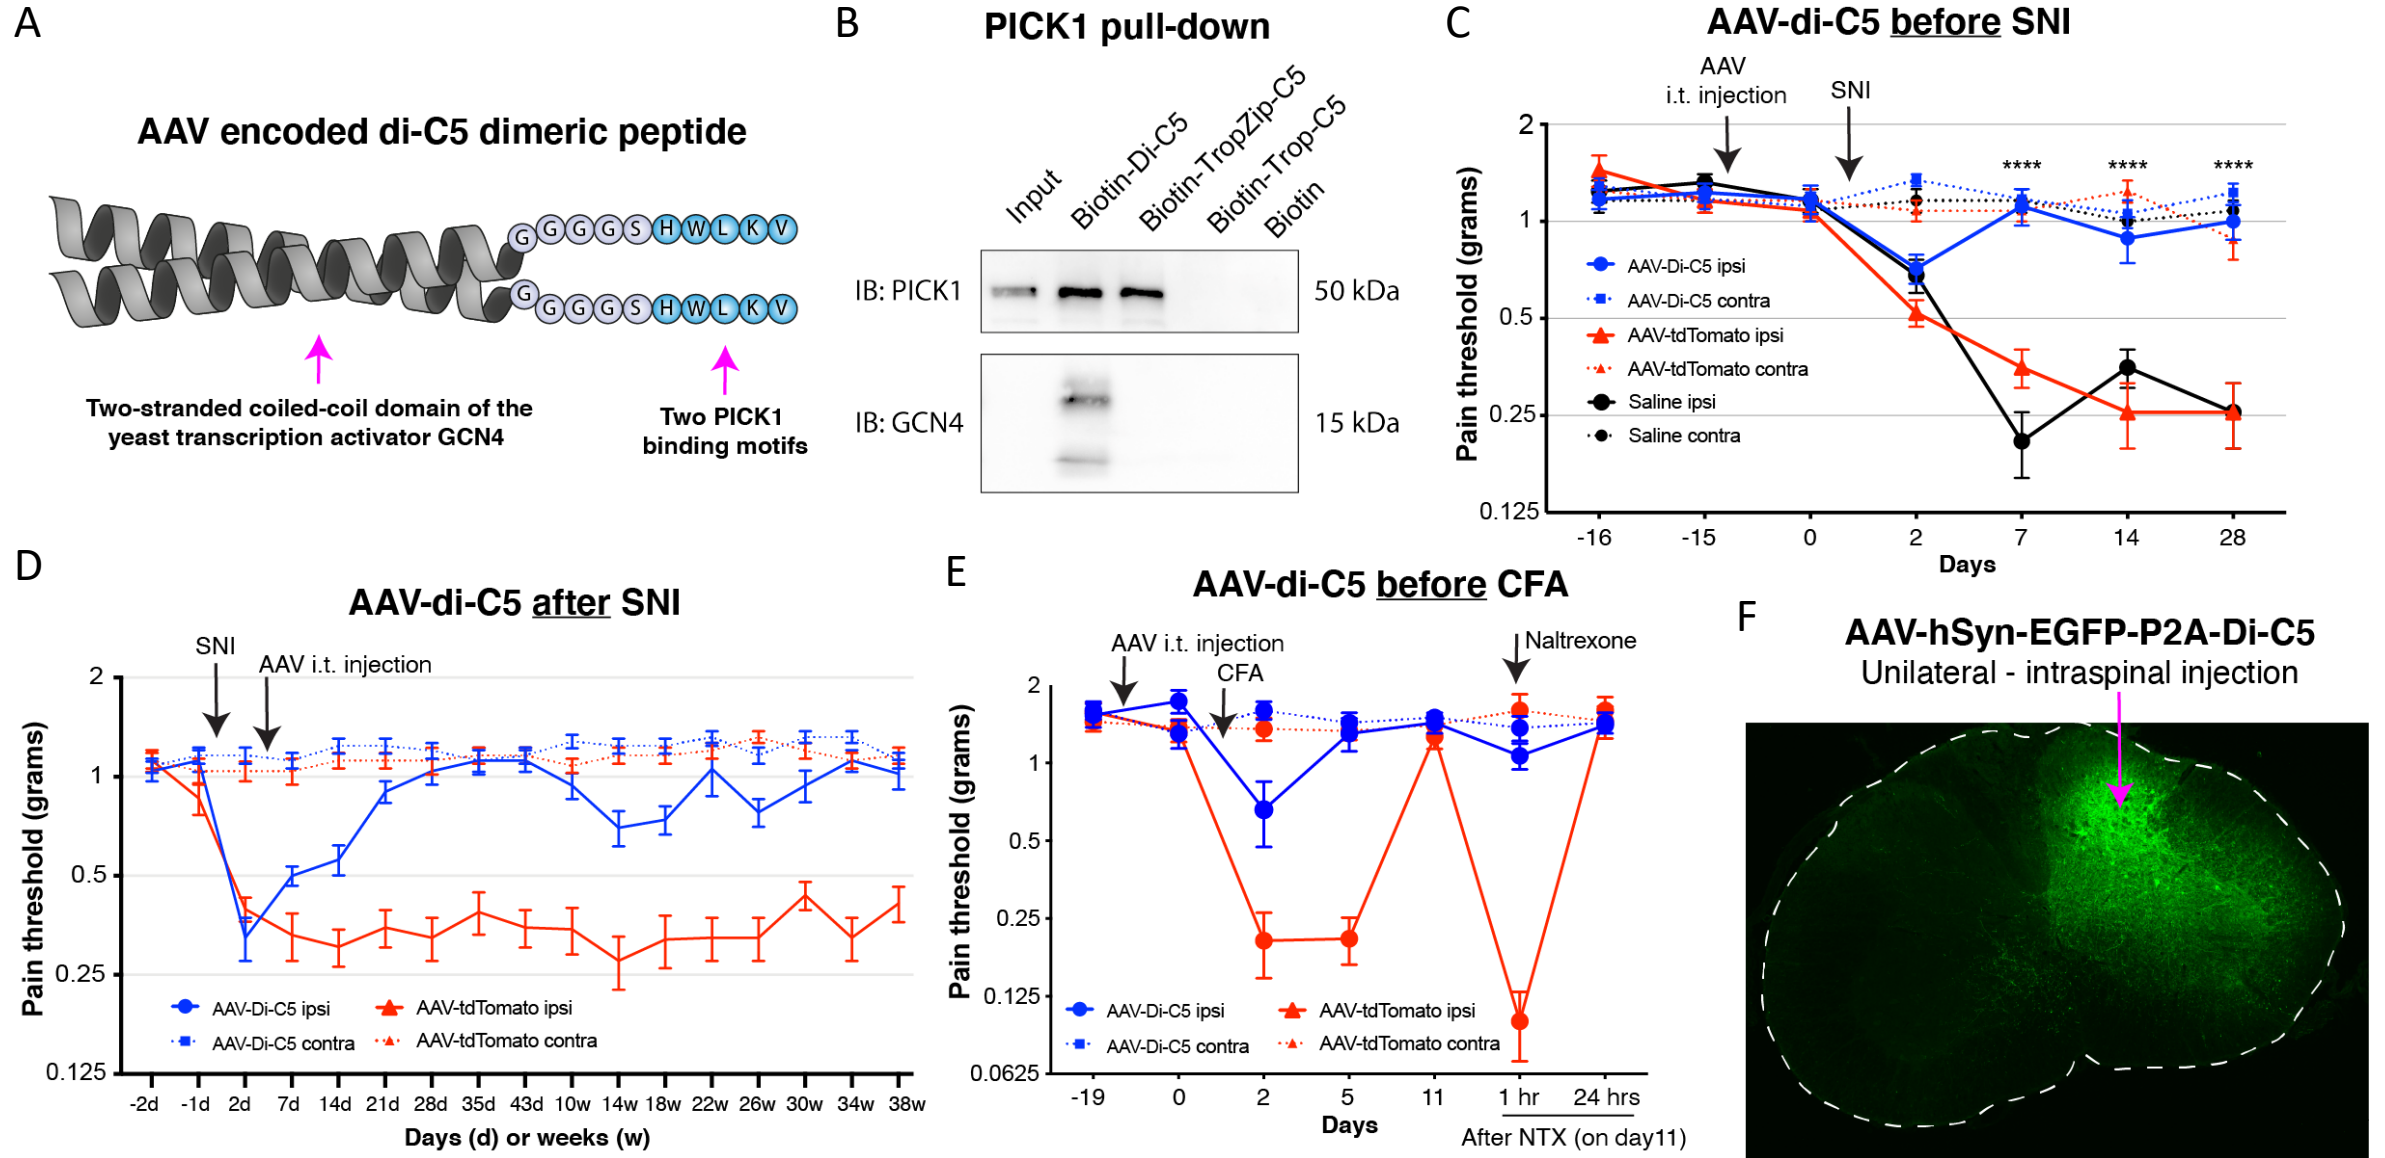 A
AAV encoded di-C5 dimeric peptide
G G G G S H W L K V
G G G G S H W L K V
Two-stranded coiled-coil domain of the
yeast transcription activator GCN4
Two PICK1
binding motifs
B
PICK1 pull-down
Input
Biotin-Di-C5
Biotin-TropZip-C5
Biotin-Trop-C5
Biotin
IB: PICK1
50 kDa
IB: GCN4
15 kDa
C
AAV-di-C5 before SNI
AAV
i.t. injection
SNI
Pain threshold (grams)
2
1
0.5
0.25
0.125
**** **** ****
AAV-Di-C5 ipsi
AAV-Di-C5 contra
AAV-tdTomato ipsi
AAV-tdTomato contra
Saline ipsi
Saline contra
-16 -15 0 2 7 14 28
Days
D
AAV-di-C5 after SNI
SNI
AAV i.t. injection
Pain threshold (grams)
2
1
0.5
0.25
0.125
AAV-Di-C5 ipsi
AAV-tdTomato ipsi
AAV-Di-C5 contra
AAV-tdTomato contra
-2d -1d 2d 7d 14d 21d 28d 35d 43d 10w 14w 18w 22w 26w 30w 34w 38w
Days (d) or weeks (w)
E
AAV-di-C5 before CFA
AAV i.t. injection
CFA
Naltrexone
Pain threshold (grams)
2
1
0.5
0.25
0.125
0.0625
AAV-Di-C5 ipsi
AAV-tdTomato ipsi
AAV-Di-C5 contra
AAV-tdTomato contra
-19 0 2 5 11 1 hr 24 hrs
Days
After NTX (on day11)
F
AAV-hSyn-EGFP-P2A-Di-C5
Unilateral - intraspinal injection